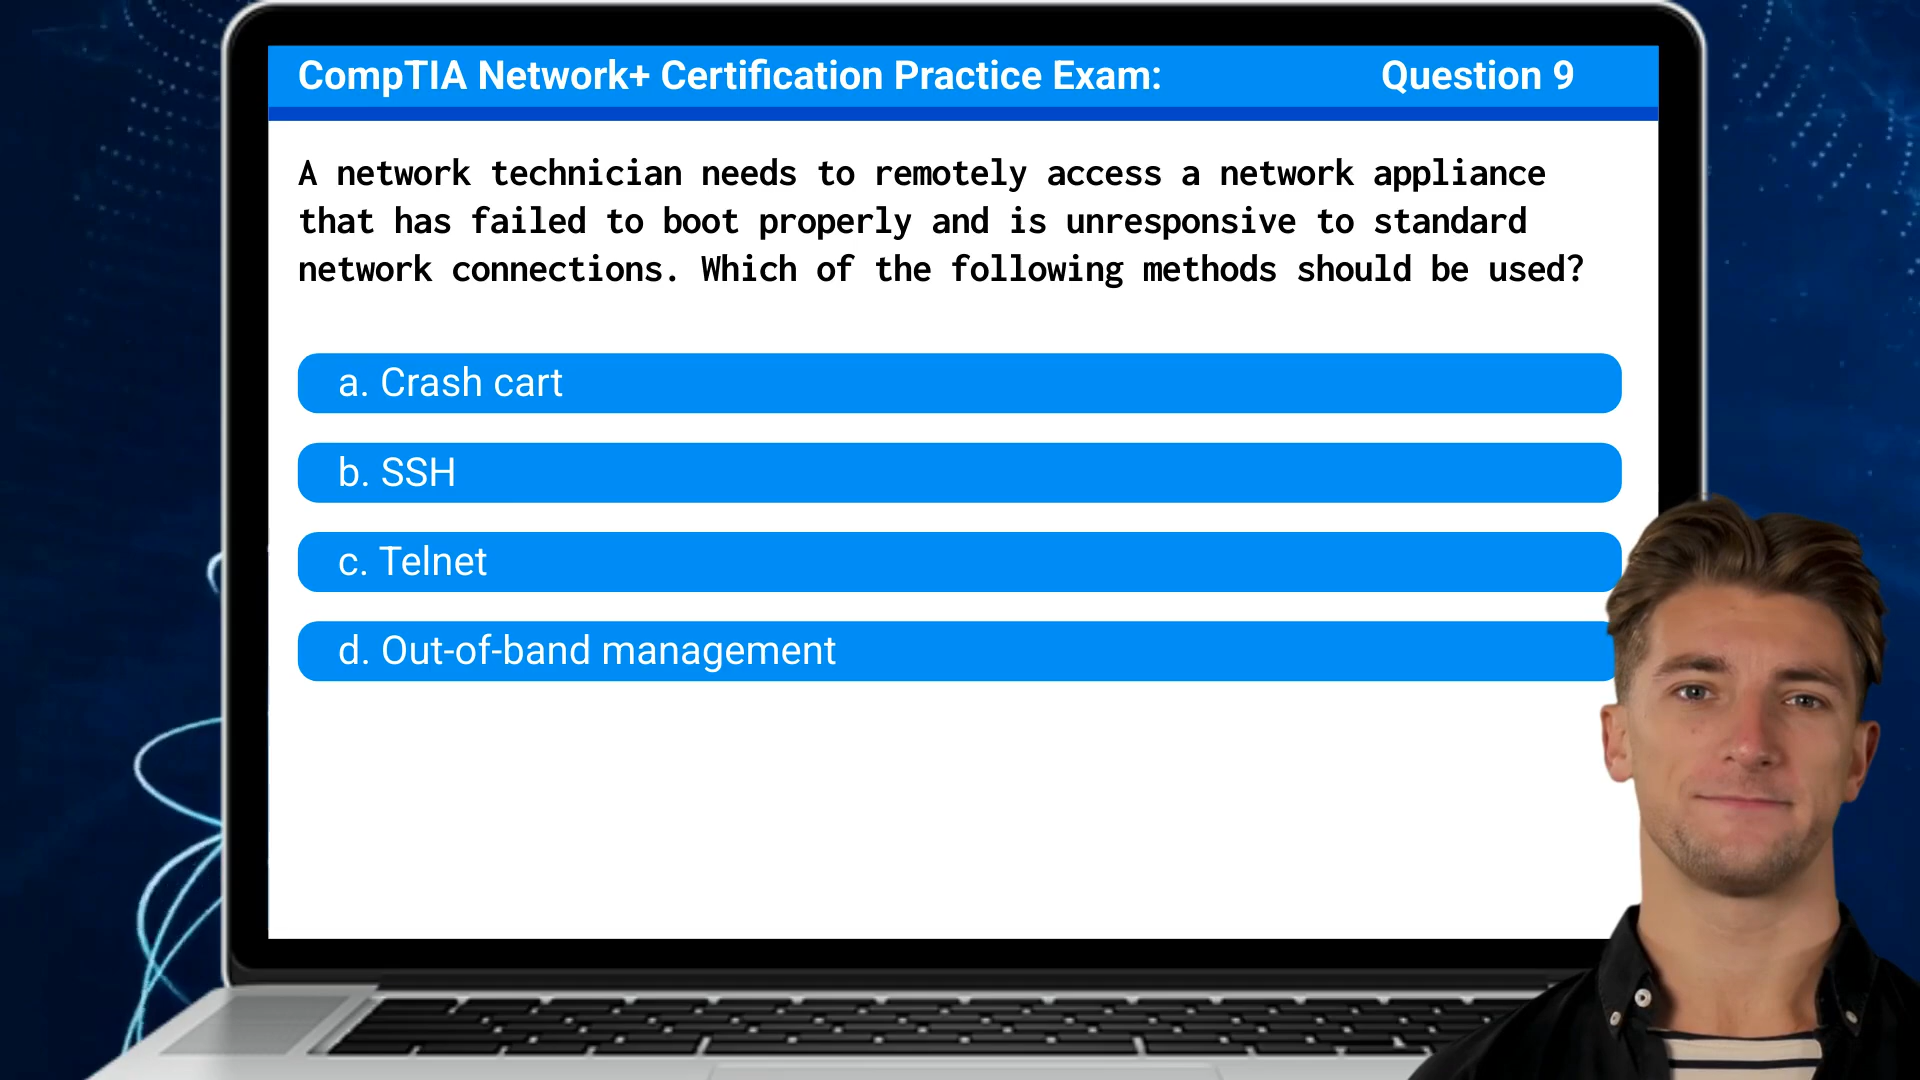 CompTIA Network+ Certification Practice Exam: Question 9
A network technician needs to remotely access a network appliance
that has failed to boot properly and is unresponsive to standard
network connections. Which of the following methods should be used?
a. Crash cart
b. SSH
c. Telnet
d. Out-of-band management